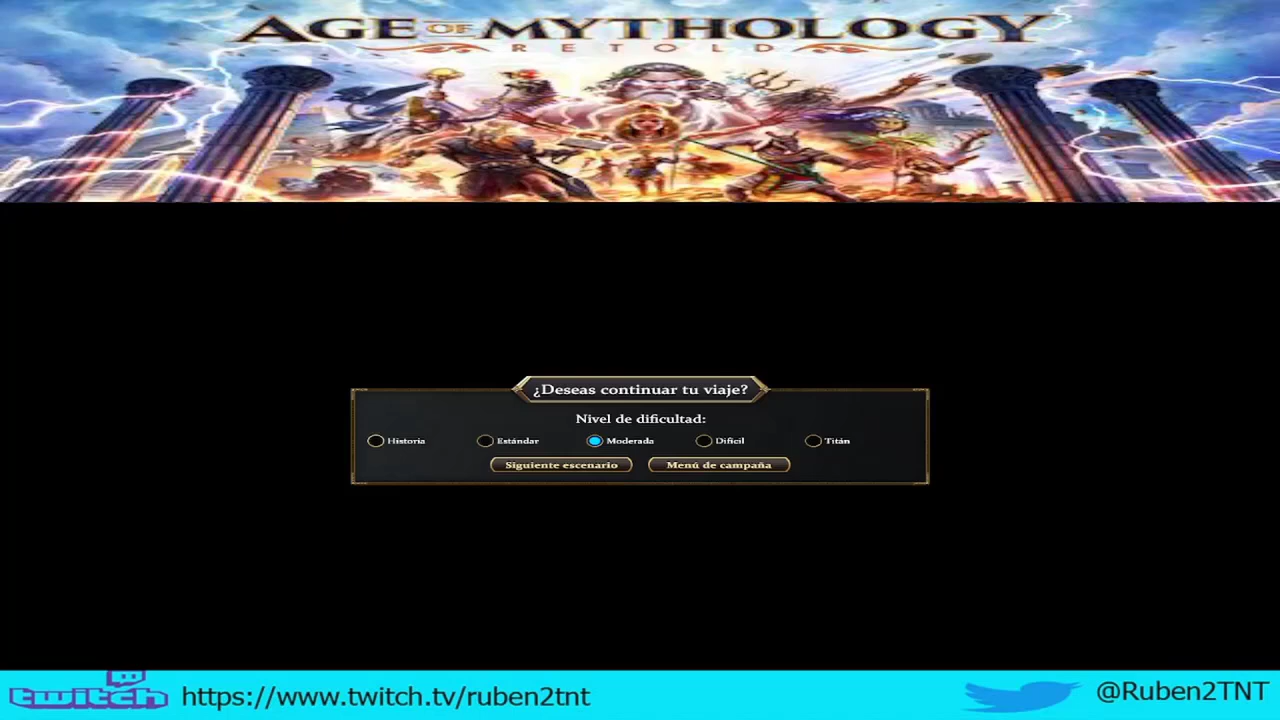 AGE OF MYTHOLOGY
RETOLD
¿Deseas continuar tu viaje?
Nivel de dificultad:
Historia Estándar Moderada Difícil Titán
Siguiente escenario Menú de campaña
twitch https://www.twitch.tv/ruben2tnt @Ruben2TNT